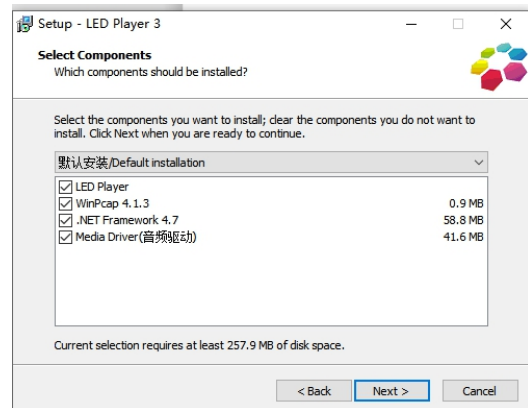 Setup - LED Player 3
Select Components
Which components should be installed?
Select the components you want to install; clear the components you do not want to
install. Click Next when you are ready to continue.
默认安装/Default installation
LED Player
WinPcap 4.1.3 0.9 MB
.NET Framework 4.7 58.8 MB
Media Driver(音频驱动) 41.6 MB
Current selection requires at least 257.9 MB of disk space.
< Back Next > Cancel